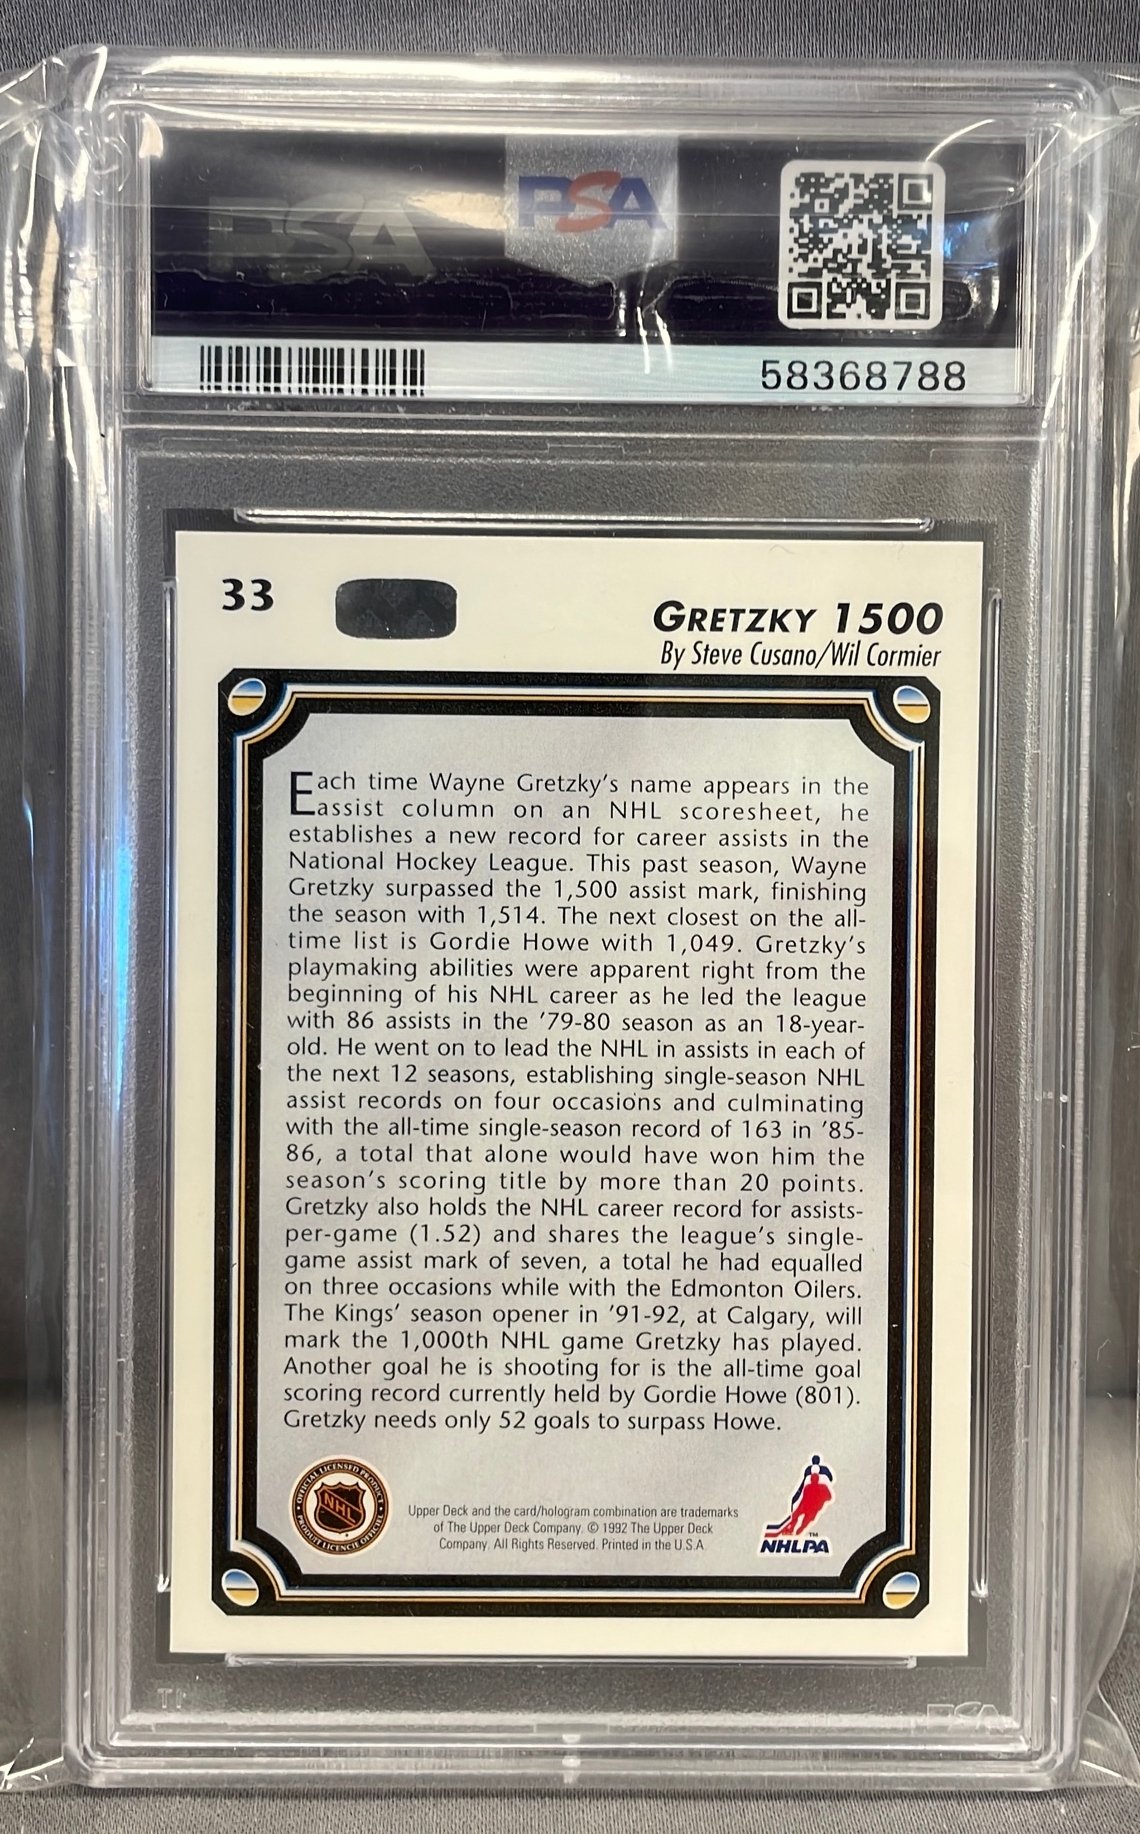 PSA
PSA
58368788
33
GRETZKY 1500
By Steve Cusano/Wil Cormier
Each time Wayne Gretzky's name appears in the
assist column on an NHL scoresheet, he
establishes a new record for career assists in the
National Hockey League. This past season, Wayne
Gretzky surpassed the 1,500 assist mark, finishing
the season with 1,514. The next closest on the all-
time list is Gordie Howe with 1,049. Gretzky's
playmaking abilities were apparent right from the
beginning of his NHL career as he led the league
with 86 assists in the '79-80 season as an 18-year-
old. He went on to lead the NHL in assists in each of
the next 12 seasons, establishing single-season NHL
assist records on four occasions and culminating
with the all-time single-season record of 163 in '85-
86, a total that alone would have won him the
season's scoring title by more than 20 points.
Gretzky also holds the NHL career record for assists-
per-game (1.52) and shares the league's single-
game assist mark of seven, a total he had equalled
on three occasions while with the Edmonton Oilers.
The Kings' season opener in '91-92, at Calgary, will
mark the 1,000th NHL game Gretzky has played.
Another goal he is shooting for is the all-time goal
scoring record currently held by Gordie Howe (801).
Gretzky needs only 52 goals to surpass Howe.
OFFICIAL LICENSED PRODUCT
NHL
PRODUIT LICENCIE OFFICIEL
Upper Deck and the card/hologram combination are trademarks
of The Upper Deck Company. © 1992 The Upper Deck
Company. All Rights Reserved. Printed in the U.S.A.
TM
NHLPA
PSA